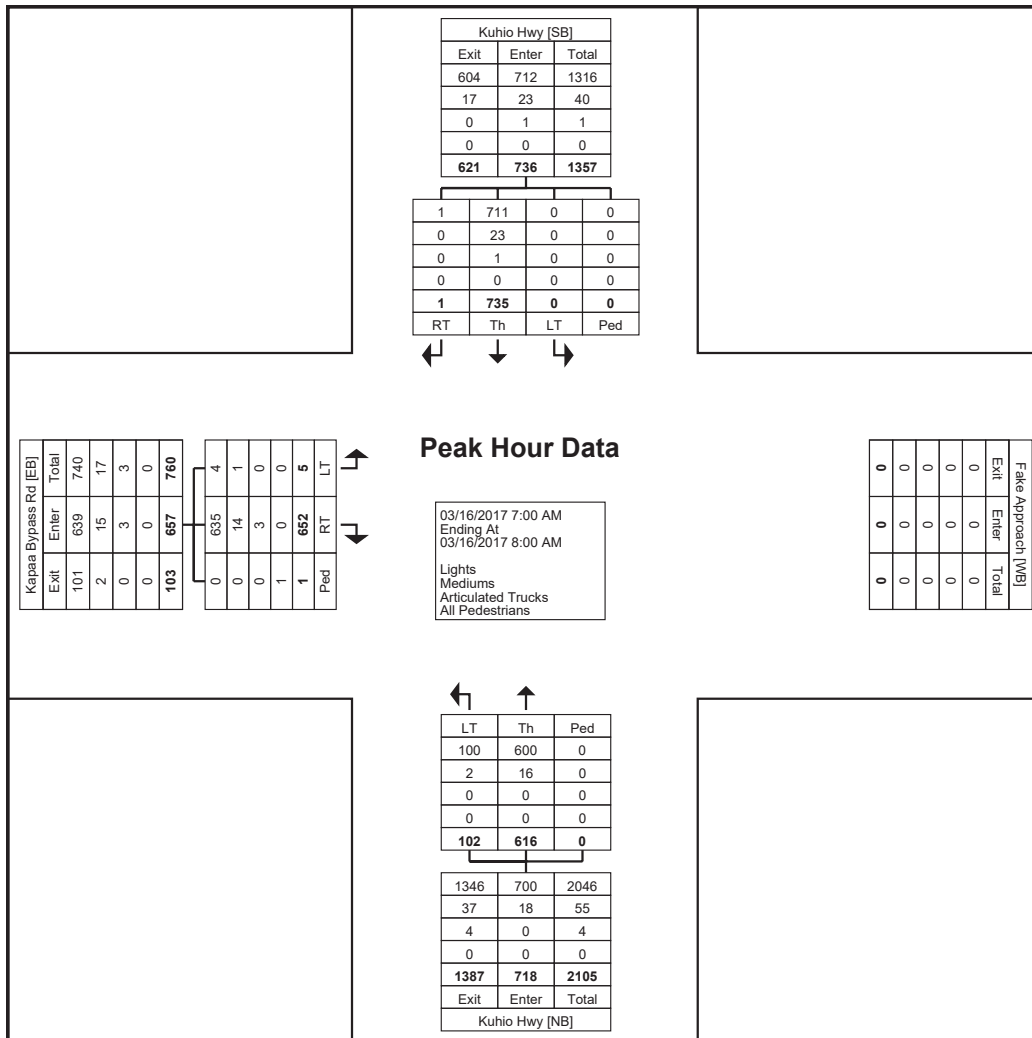 Kuhio Hwy [SB]
Exit Enter Total
604 712 1316
17 23 40
0 1 1
0 0 0
621 736 1357
1 711 0 0
0 23 0 0
0 1 0 0
0 0 0 0
1 735 0 0
RT Th LT Ped
Kapaa Bypass Rd [EB]
Exit Enter Total
101 639 740
2 15 17
0 3 3
0 0 0
103 657 760
0 635 4
0 14 1
0 3 0
1 0 0
1 652 5
Ped RT LT
Peak Hour Data
03/16/2017 7:00 AM
Ending At
03/16/2017 8:00 AM
Lights
Mediums
Articulated Trucks
All Pedestrians
Fake Approach [WB]
Exit Enter Total
0 0 0
0 0 0
0 0 0
0 0 0
0 0 0
LT Th Ped
100 600 0
2 16 0
0 0 0
0 0 0
102 616 0
1346 700 2046
37 18 55
4 0 4
0 0 0
1387 718 2105
Exit Enter Total
Kuhio Hwy [NB]